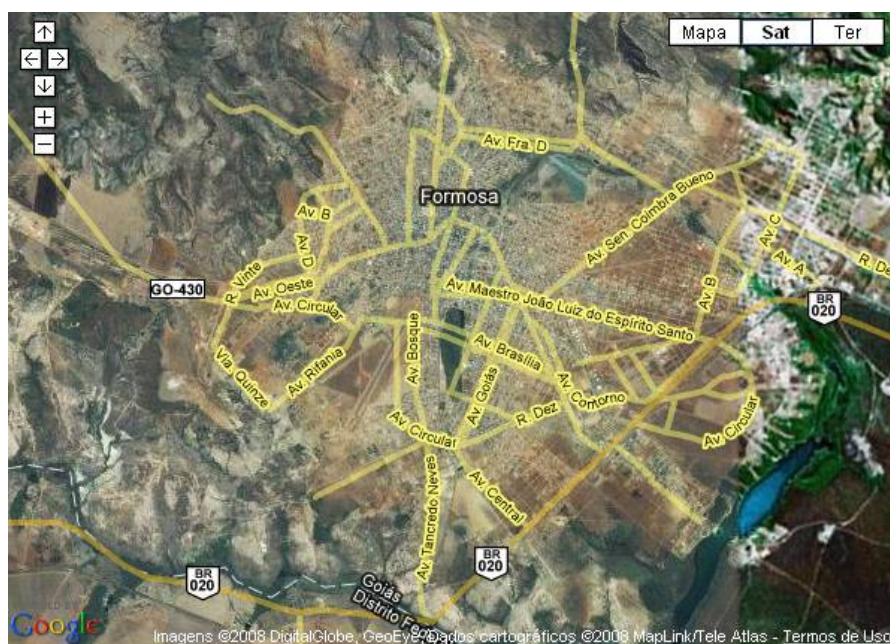 Mapa
Sat
Ter
Av. Fra. D
Formosa
Av. Sen. Coimbra Bueno
Av. B
Av. C
Av D
R. Vinte
Av. Oeste
GO-430
Av. Circular
Av. Maestro João Luíz do Espírito Santo
Av. B
Av. A
R. De
BR
020
Av. Bosque
Av. Brasília
Via. Quinze
Av. Rifania
Av. Goiás
Av. Contorno
R. Dez
Av. Circular
Av. Circular
Av. Central
Av. Tancredo Neves
BR
020
BR
020
Goiás
Distrito Fede
Google
Imagens ©2008 DigitalGlobe, GeoEye, Dados cartográficos ©2008 MapLink/Tele Atlas - Termos de Uso